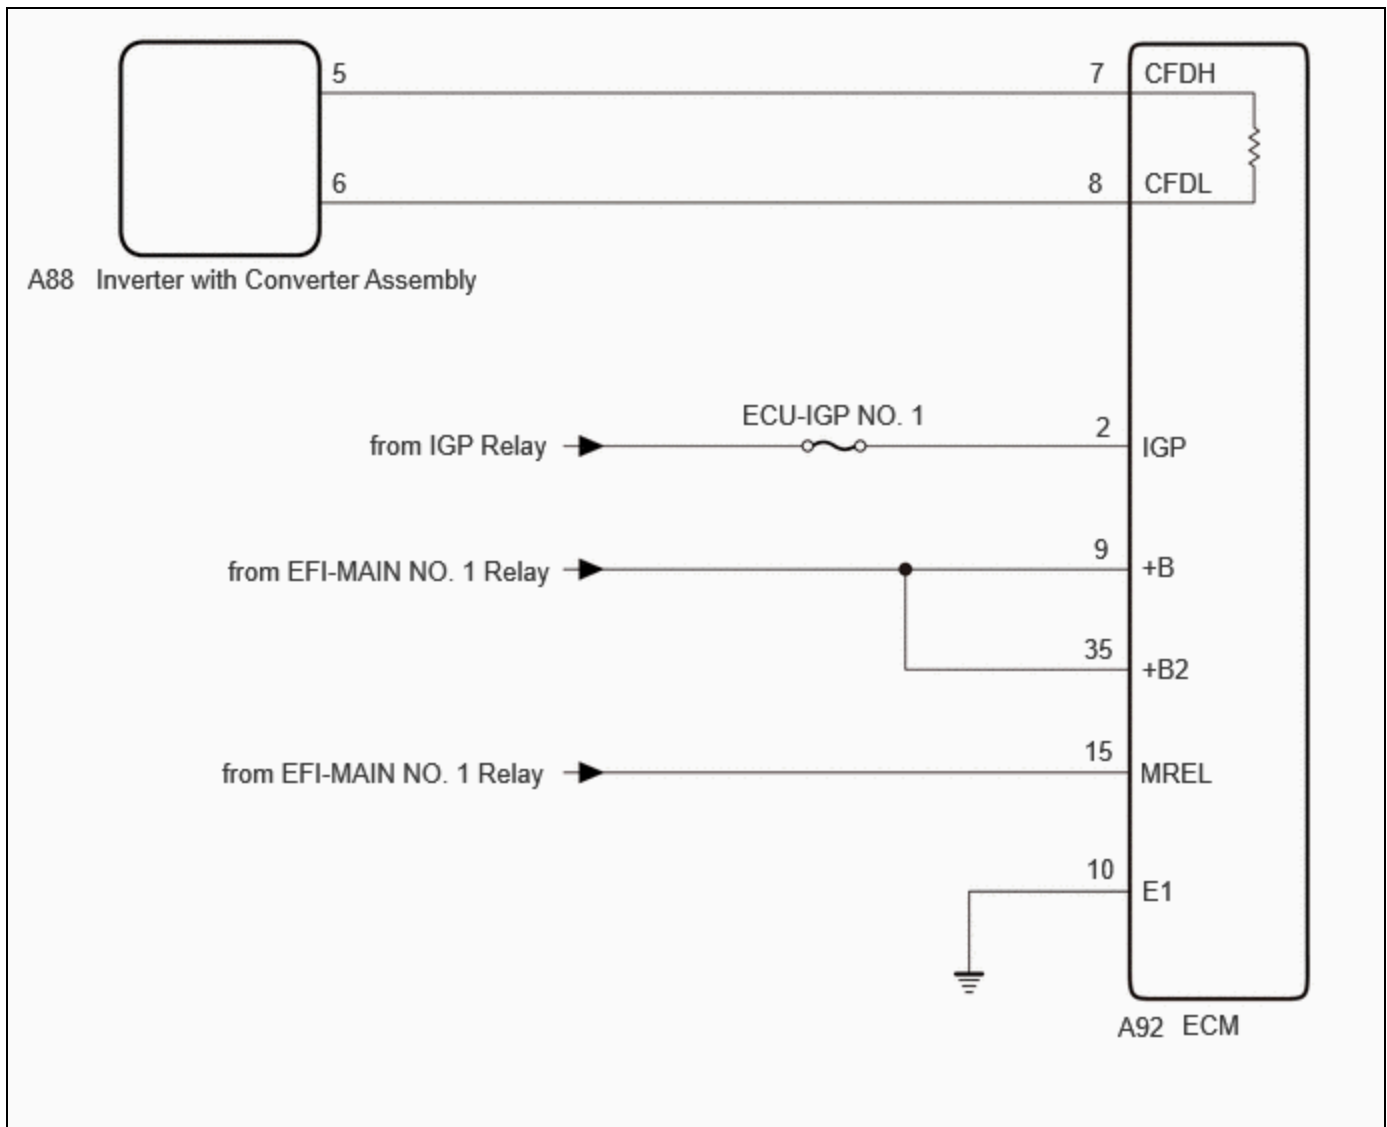 5
7 CFDH
6
8 CFDL
A88 Inverter with Converter Assembly
ECU-IGP NO. 1
from IGP Relay
2
IGP
from EFI-MAIN NO. 1 Relay
9
+B
35
+B2
from EFI-MAIN NO. 1 Relay
15
MREL
10
E1
A92 ECM